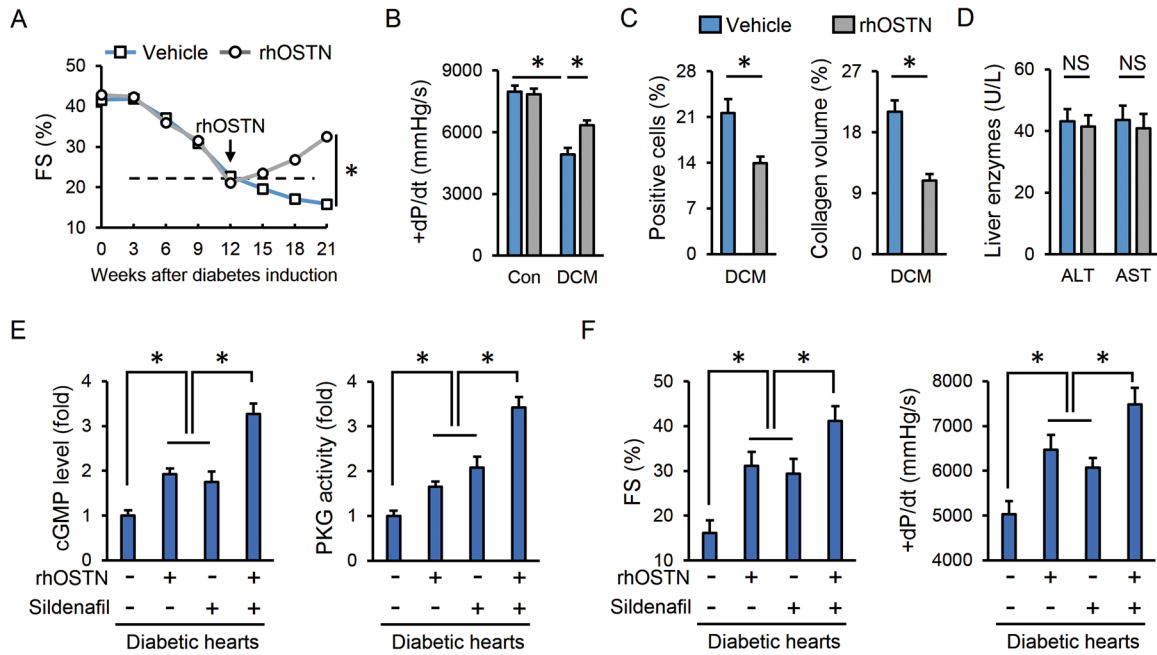 A
Vehicle
rhOSTN
50
40
30
20
10
FS (%)
rhOSTN
*
0 3 6 9 12 15 18 21
Weeks after diabetes induction
B
+dP/dt (mmHg/s)
9000
6000
3000
0
* *
Con DCM
C
Vehicle
rhOSTN
Positive cells (%)
28
21
14
7
0
*
DCM
Collagen volume (%)
27
18
9
0
*
DCM
D
Liver enzymes (U/L)
60
40
20
0
NS NS
ALT AST
E
cGMP level (fold)
4
3
2
1
0
* *
PKG activity (fold)
4
3
2
1
0
* *
rhOSTN - + - + - + - +
Sildenafil - - + + - - + +
Diabetic hearts Diabetic hearts
F
FS (%)
50
40
30
20
10
* *
+dP/dt (mmHg/s)
8000
7000
6000
5000
4000
* *
rhOSTN - + - + - + - +
Sildenafil - - + + - - + +
Diabetic hearts Diabetic hearts